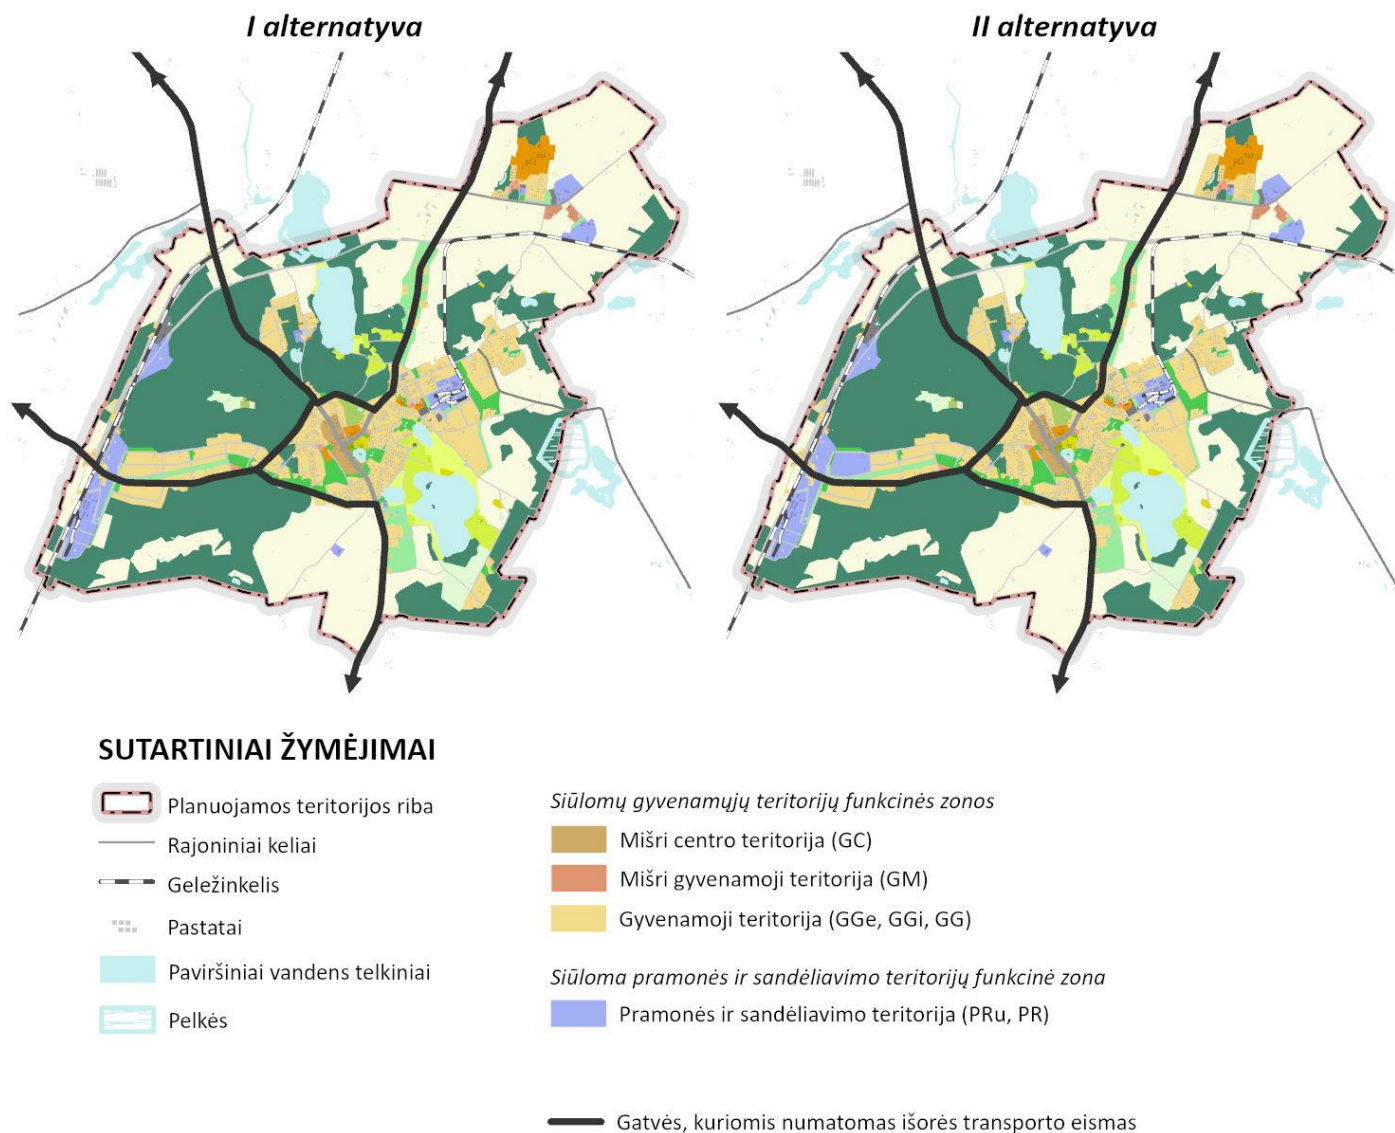 I alternatyva
II alternatyva
SUTARTINIAI ŽYMĖJIMAI
Planuojamos teritorijos riba
Rajoniniai keliai
Geležinkelis
Pastatai
Paviršiniai vandens telkiniai
Pelkės
Siūlomų gyvenamųjų teritorijų funkcinės zonos
Mišri centro teritorija (GC)
Mišri gyvenamoji teritorija (GM)
Gyvenamoji teritorija (GGe, GGi, GG)
Siūloma pramonės ir sandėliavimo teritorijų funkcinė zona
Pramonės ir sandėliavimo teritorija (PRu, PR)
Gatvės, kuriomis numatomas išorės transporto eismas